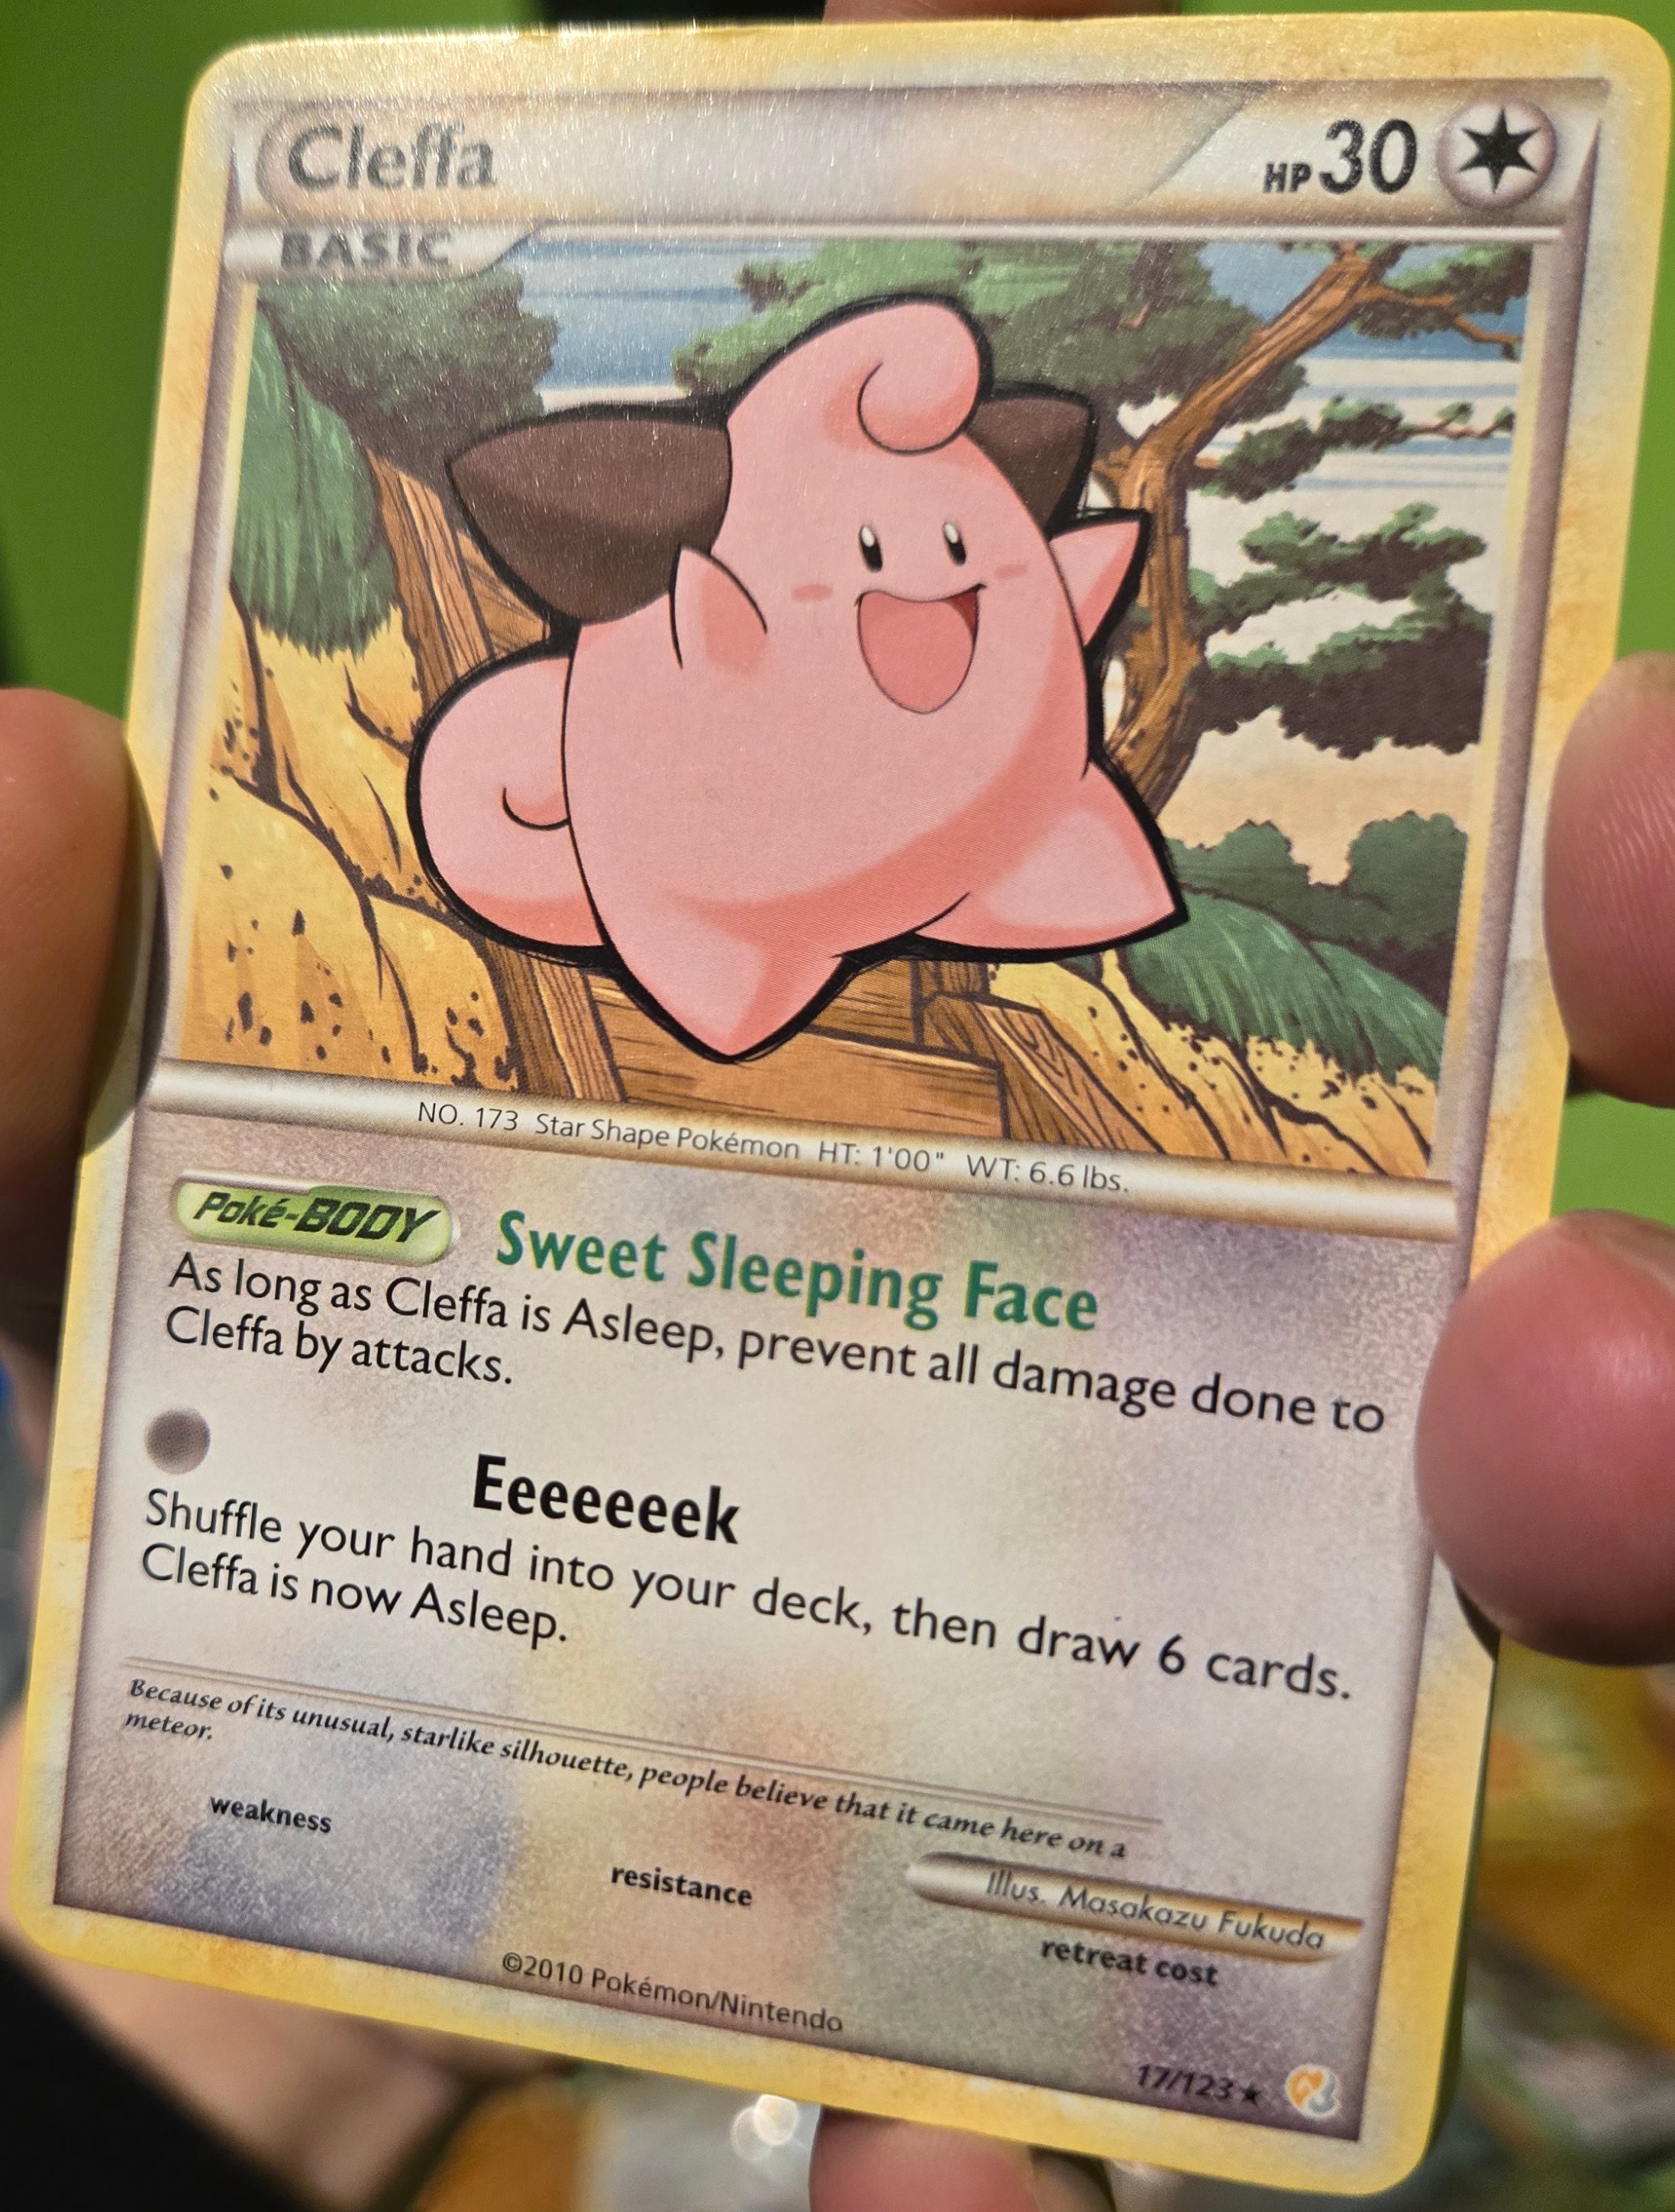 Cleffa
HP 30
BASIC
NO. 173 Star Shape Pokémon HT: 1'00" WT: 6.6 lbs.
Poké-BODY Sweet Sleeping Face
As long as Cleffa is Asleep, prevent all damage done to
Cleffa by attacks.
Eeeeeeek
Shuffle your hand into your deck, then draw 6 cards.
Cleffa is now Asleep.
Because of its unusual, starlike silhouette, people believe that it came here on a
meteor.
Illus. Masakazu Fukuda
weakness
resistance
retreat cost
©2010 Pokémon/Nintendo
17/123 ★